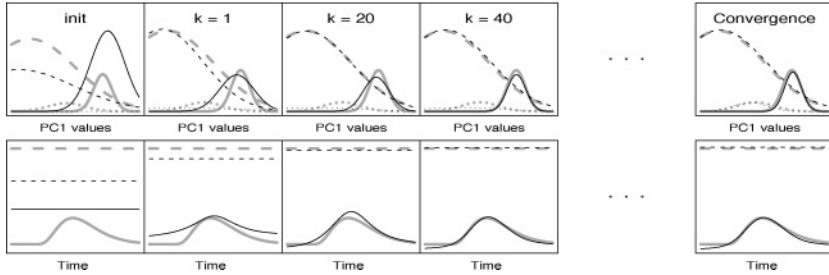 init
k = 1
k = 20
k = 40
. . .
Convergence
PC1 values
PC1 values
PC1 values
PC1 values
PC1 values
. . .
Time
Time
Time
Time
Time